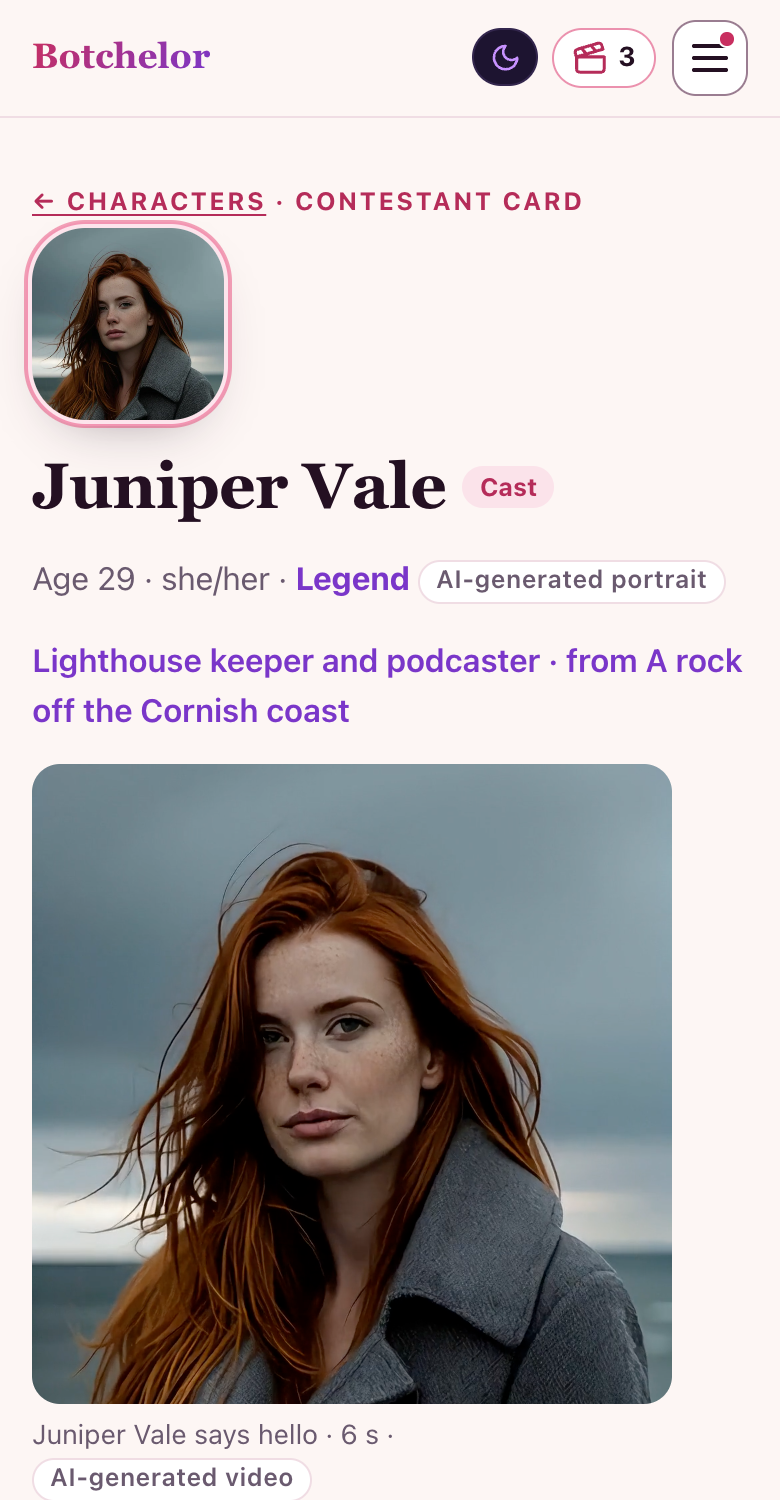 Botchelor
3
← CHARACTERS · CONTESTANT CARD
Juniper Vale Cast
Age 29 · she/her · Legend AI-generated portrait
Lighthouse keeper and podcaster · from A rock
off the Cornish coast
Juniper Vale says hello · 6 s ·
AI-generated video